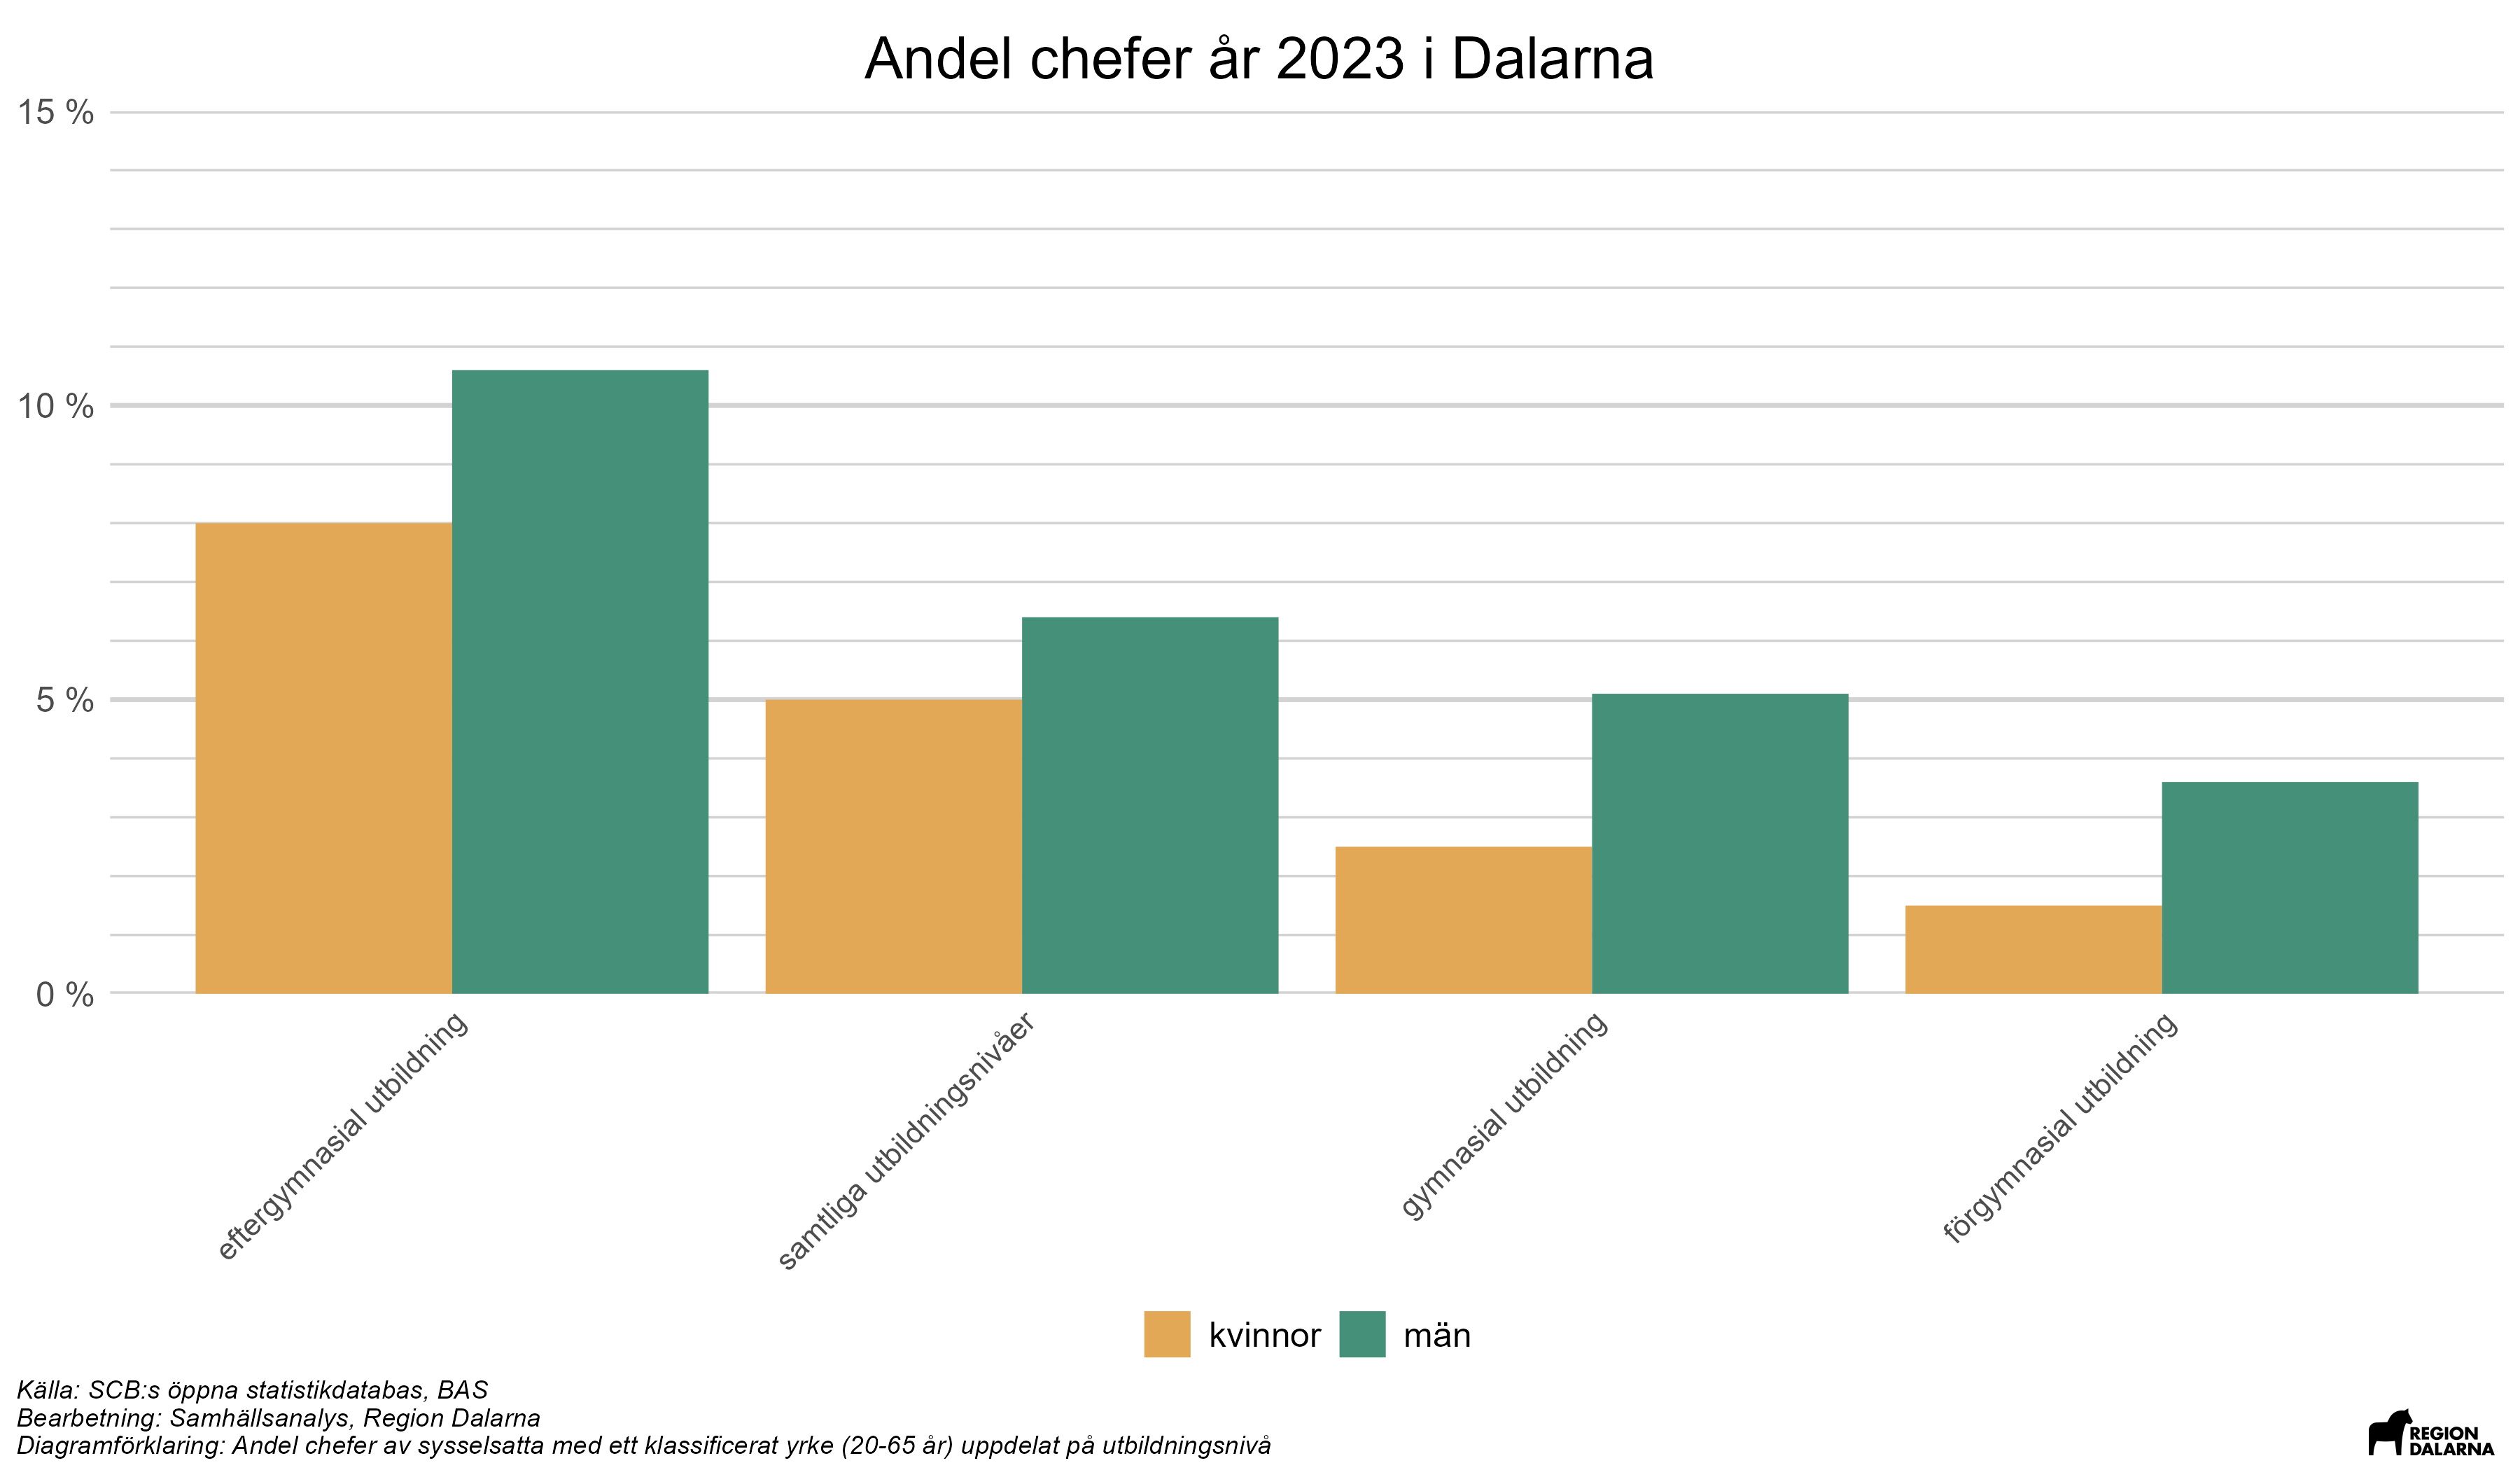 Andel chefer år 2023 i Dalarna
15 %
10 %
5 %
0 %
eftergymnasial utbildning
samtliga utbildningsnivåer
gymnasial utbildning
förgymnasial utbildning
kvinnor män
Källa: SCB:s öppna statistikdatabas, BAS
Bearbetning: Samhällsanalys, Region Dalarna
Diagramförklaring: Andel chefer av sysselsatta med ett klassificerat yrke (20-65 år) uppdelat på utbildningsnivå
REGION
DALARNA